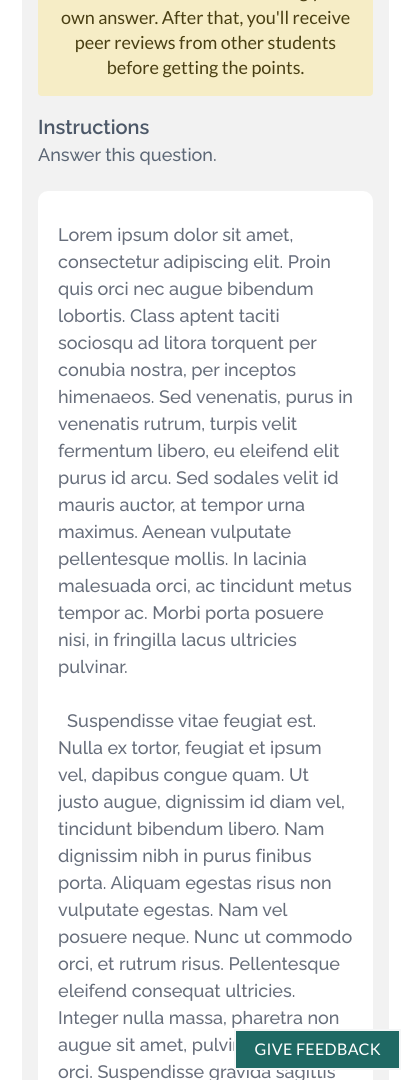 own answer. After that, you'll receive
peer reviews from other students
before getting the points.
Instructions
Answer this question.
Lorem ipsum dolor sit amet,
consectetur adipiscing elit. Proin
quis orci nec augue bibendum
lobortis. Class aptent taciti
sociosqu ad litora torquent per
conubia nostra, per inceptos
himenaeos. Sed venenatis, purus in
venenatis rutrum, turpis velit
fermentum libero, eu eleifend elit
purus id arcu. Sed sodales velit id
mauris auctor, at tempor urna
maximus. Aenean vulputate
pellentesque mollis. In lacinia
malesuada orci, ac tincidunt metus
tempor ac. Morbi porta posuere
nisi, in fringilla lacus ultricies
pulvinar.
Suspendisse vitae feugiat est.
Nulla ex tortor, feugiat et ipsum
vel, dapibus congue quam. Ut
justo augue, dignissim id diam vel,
tincidunt bibendum libero. Nam
dignissim nibh in purus finibus
porta. Aliquam egestas risus non
vulputate egestas. Nam vel
posuere neque. Nunc ut commodo
orci, et rutrum risus. Pellentesque
eleifend consequat ultricies.
Integer nulla massa, pharetra non
augue sit amet,
GIVE FEEDBACK
orci. Suspendisse gravida sagittis